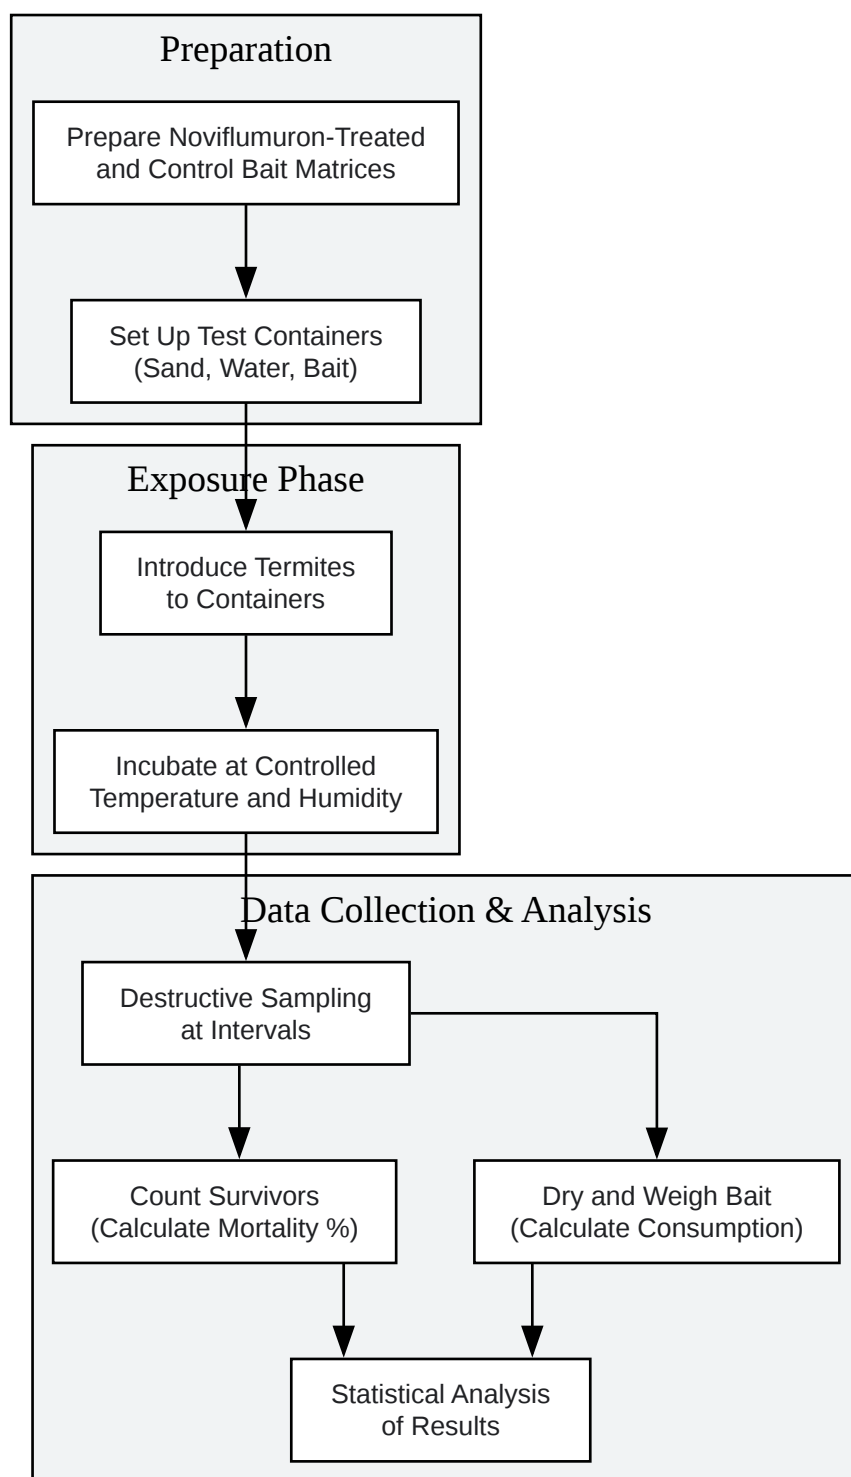 Preparation
Prepare Noviflumuron-Treated
and Control Bait Matrices
Set Up Test Containers
(Sand, Water, Bait)
Exposure Phase
Introduce Termites
to Containers
Incubate at Controlled
Temperature and Humidity
Data Collection & Analysis
Destructive Sampling
at Intervals
Count Survivors
(Calculate Mortality %)
Dry and Weigh Bait
(Calculate Consumption)
Statistical Analysis
of Results